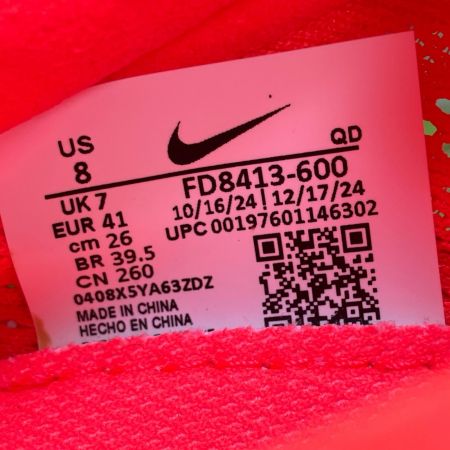 US
8
UK 7
EUR 41
cm 26
BR 39.5
CN 260
0408X5YA63ZDZ
MADE IN CHINA
HECHO EN CHINA
QD
FD8413-600
10/16/24 | 12/17/24
UPC 00197601146302